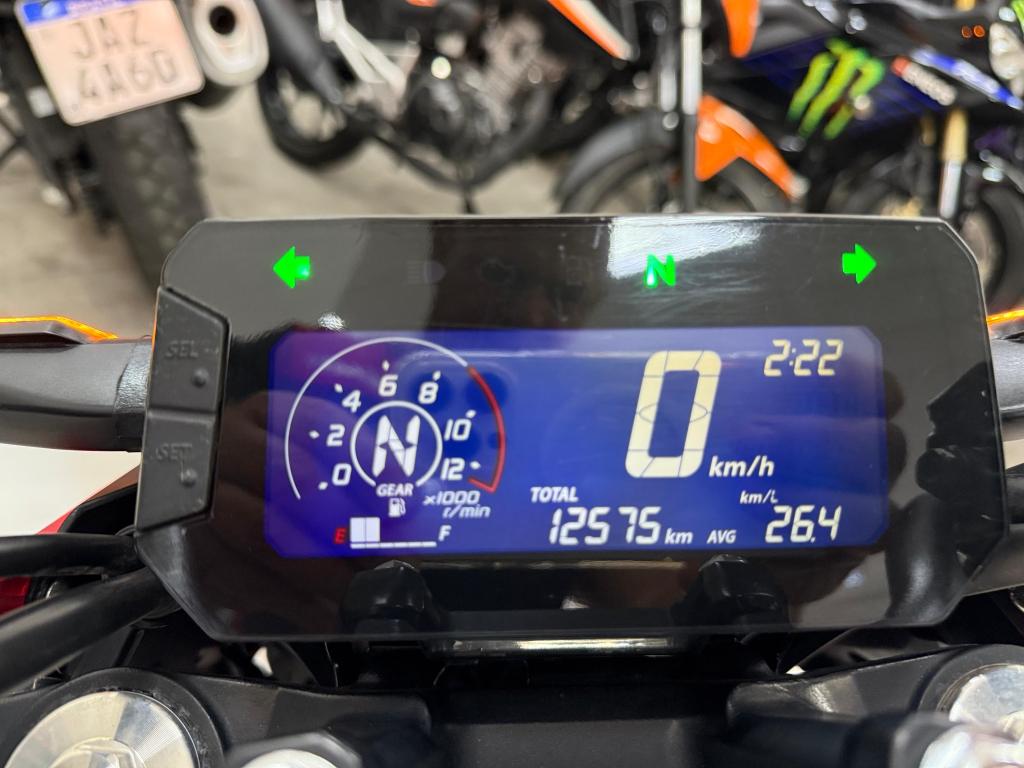 JAZ
4A60
SEL
SET
N
2:22
0 km/h
0 2 4 6 8 10 12
N
GEAR
x1000 r/min
E F
TOTAL
12575 km
km/L
AVG 26.4